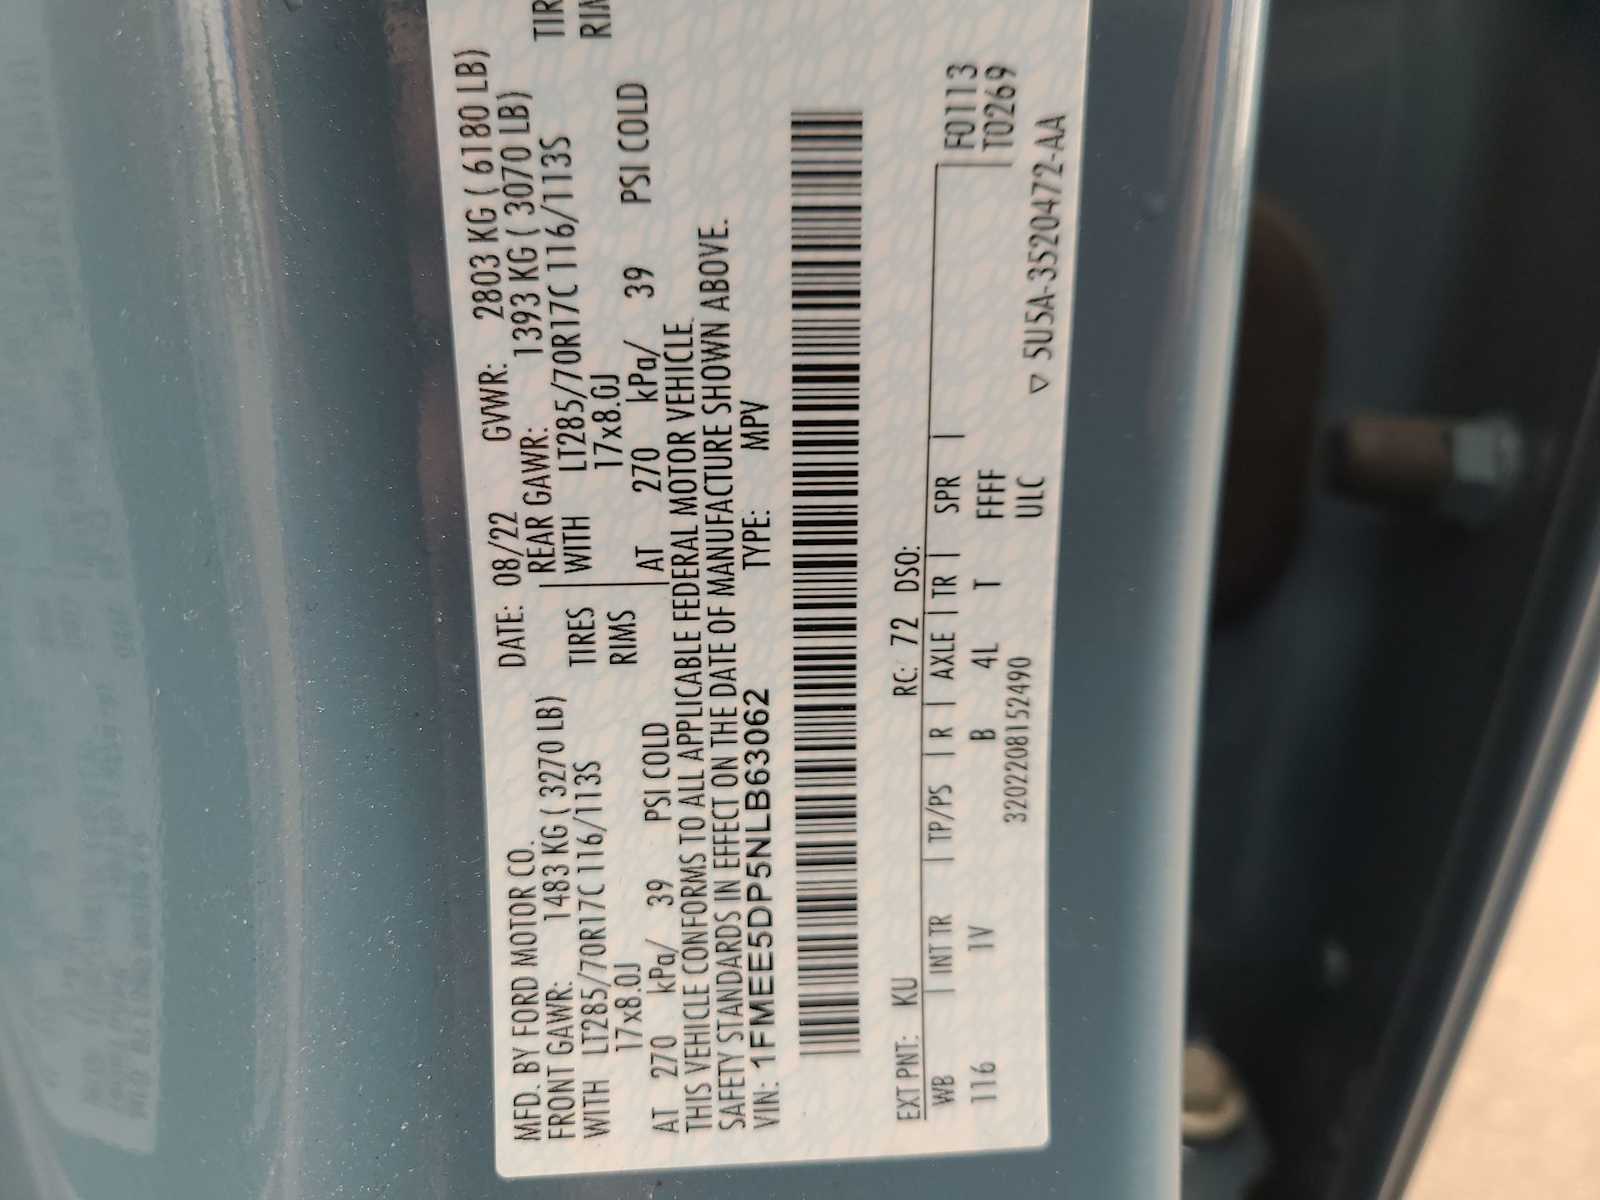 MFD. BY FORD MOTOR CO. DATE: 08/22 GVWR: 2803 KG ( 6180 LB)
FRONT GAWR: 1483 KG ( 3270 LB) REAR GAWR: 1393 KG ( 3070 LB)
WITH LT285/70R17C 116/113S TIRES WITH LT285/70R17C 116/113S TIR
17x8.0J RIMS 17x8.0J RIM
AT 270 kPa/ 39 PSI COLD AT 270 kPa/ 39 PSI COLD
THIS VEHICLE CONFORMS TO ALL APPLICABLE FEDERAL MOTOR VEHICLE
SAFETY STANDARDS IN EFFECT ON THE DATE OF MANUFACTURE SHOWN ABOVE.
VIN: 1FMEE5DP5NLB63062 TYPE: MPV
EXT PNT: KU RC: 72 DSO:
WB | INT TR | TP/PS | R | AXLE | TR | SPR | F0113
116 1V B 4L T FFFF T0269
3202208152490 ULC ▽ 5U5A-3520472-AA